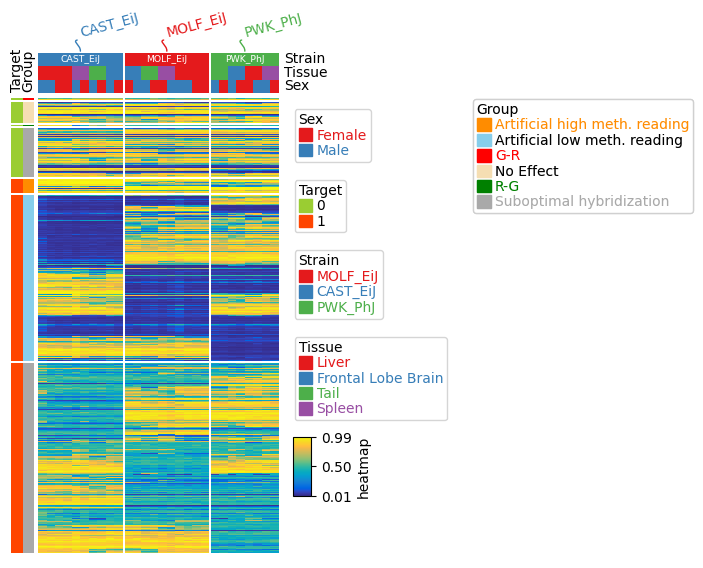 CAST_EiJ
MOLF_EiJ
PWK_PhJ
Target
Group
CAST_EiJ MOLF_EiJ PWK_PhJ
Strain
Tissue
Sex
Sex
Female
Male
Target
0
1
Strain
MOLF_EiJ
CAST_EiJ
PWK_PhJ
Tissue
Liver
Frontal Lobe Brain
Tail
Spleen
0.99
0.50
0.01
heatmap
Group
Artificial high meth. reading
Artificial low meth. reading
G-R
No Effect
R-G
Suboptimal hybridization